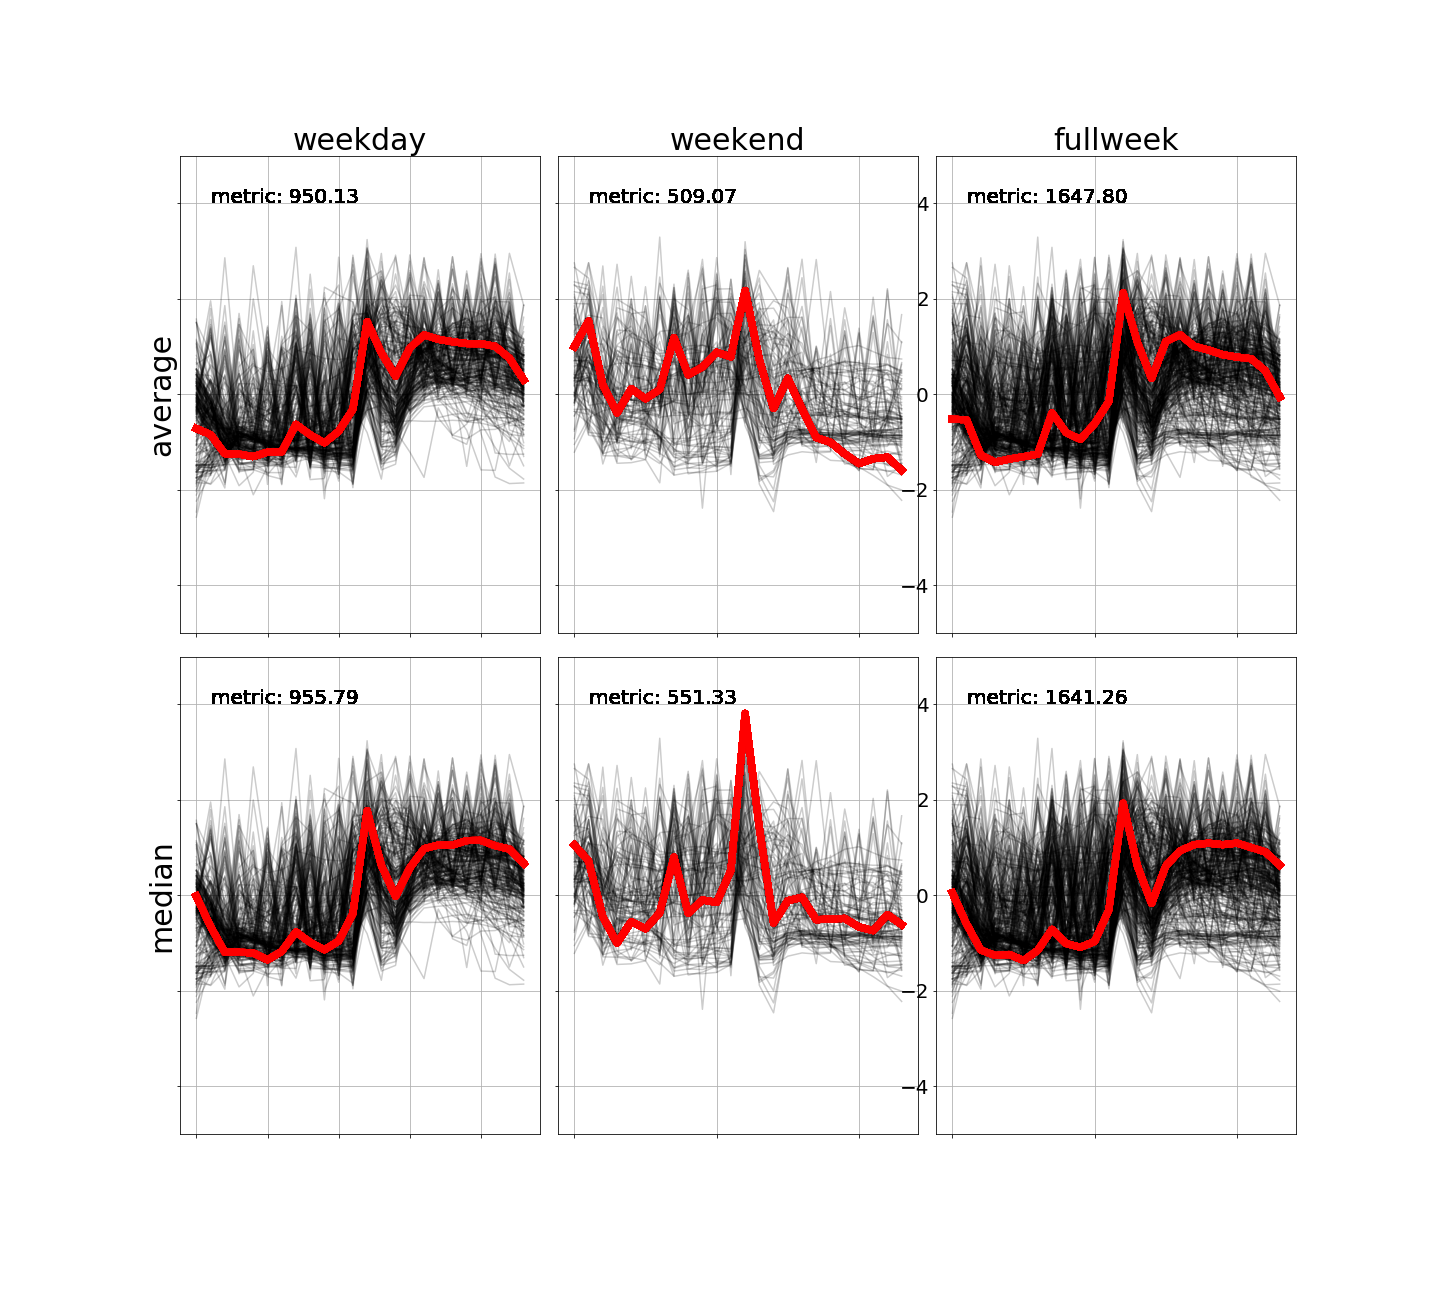 weekday weekend fullweek
metric: 950.13 metric: 509.07 metric: 1647.80
4
2
0
−2
−4
average
metric: 955.79 metric: 551.33 metric: 1641.26
4
2
0
−2
−4
median